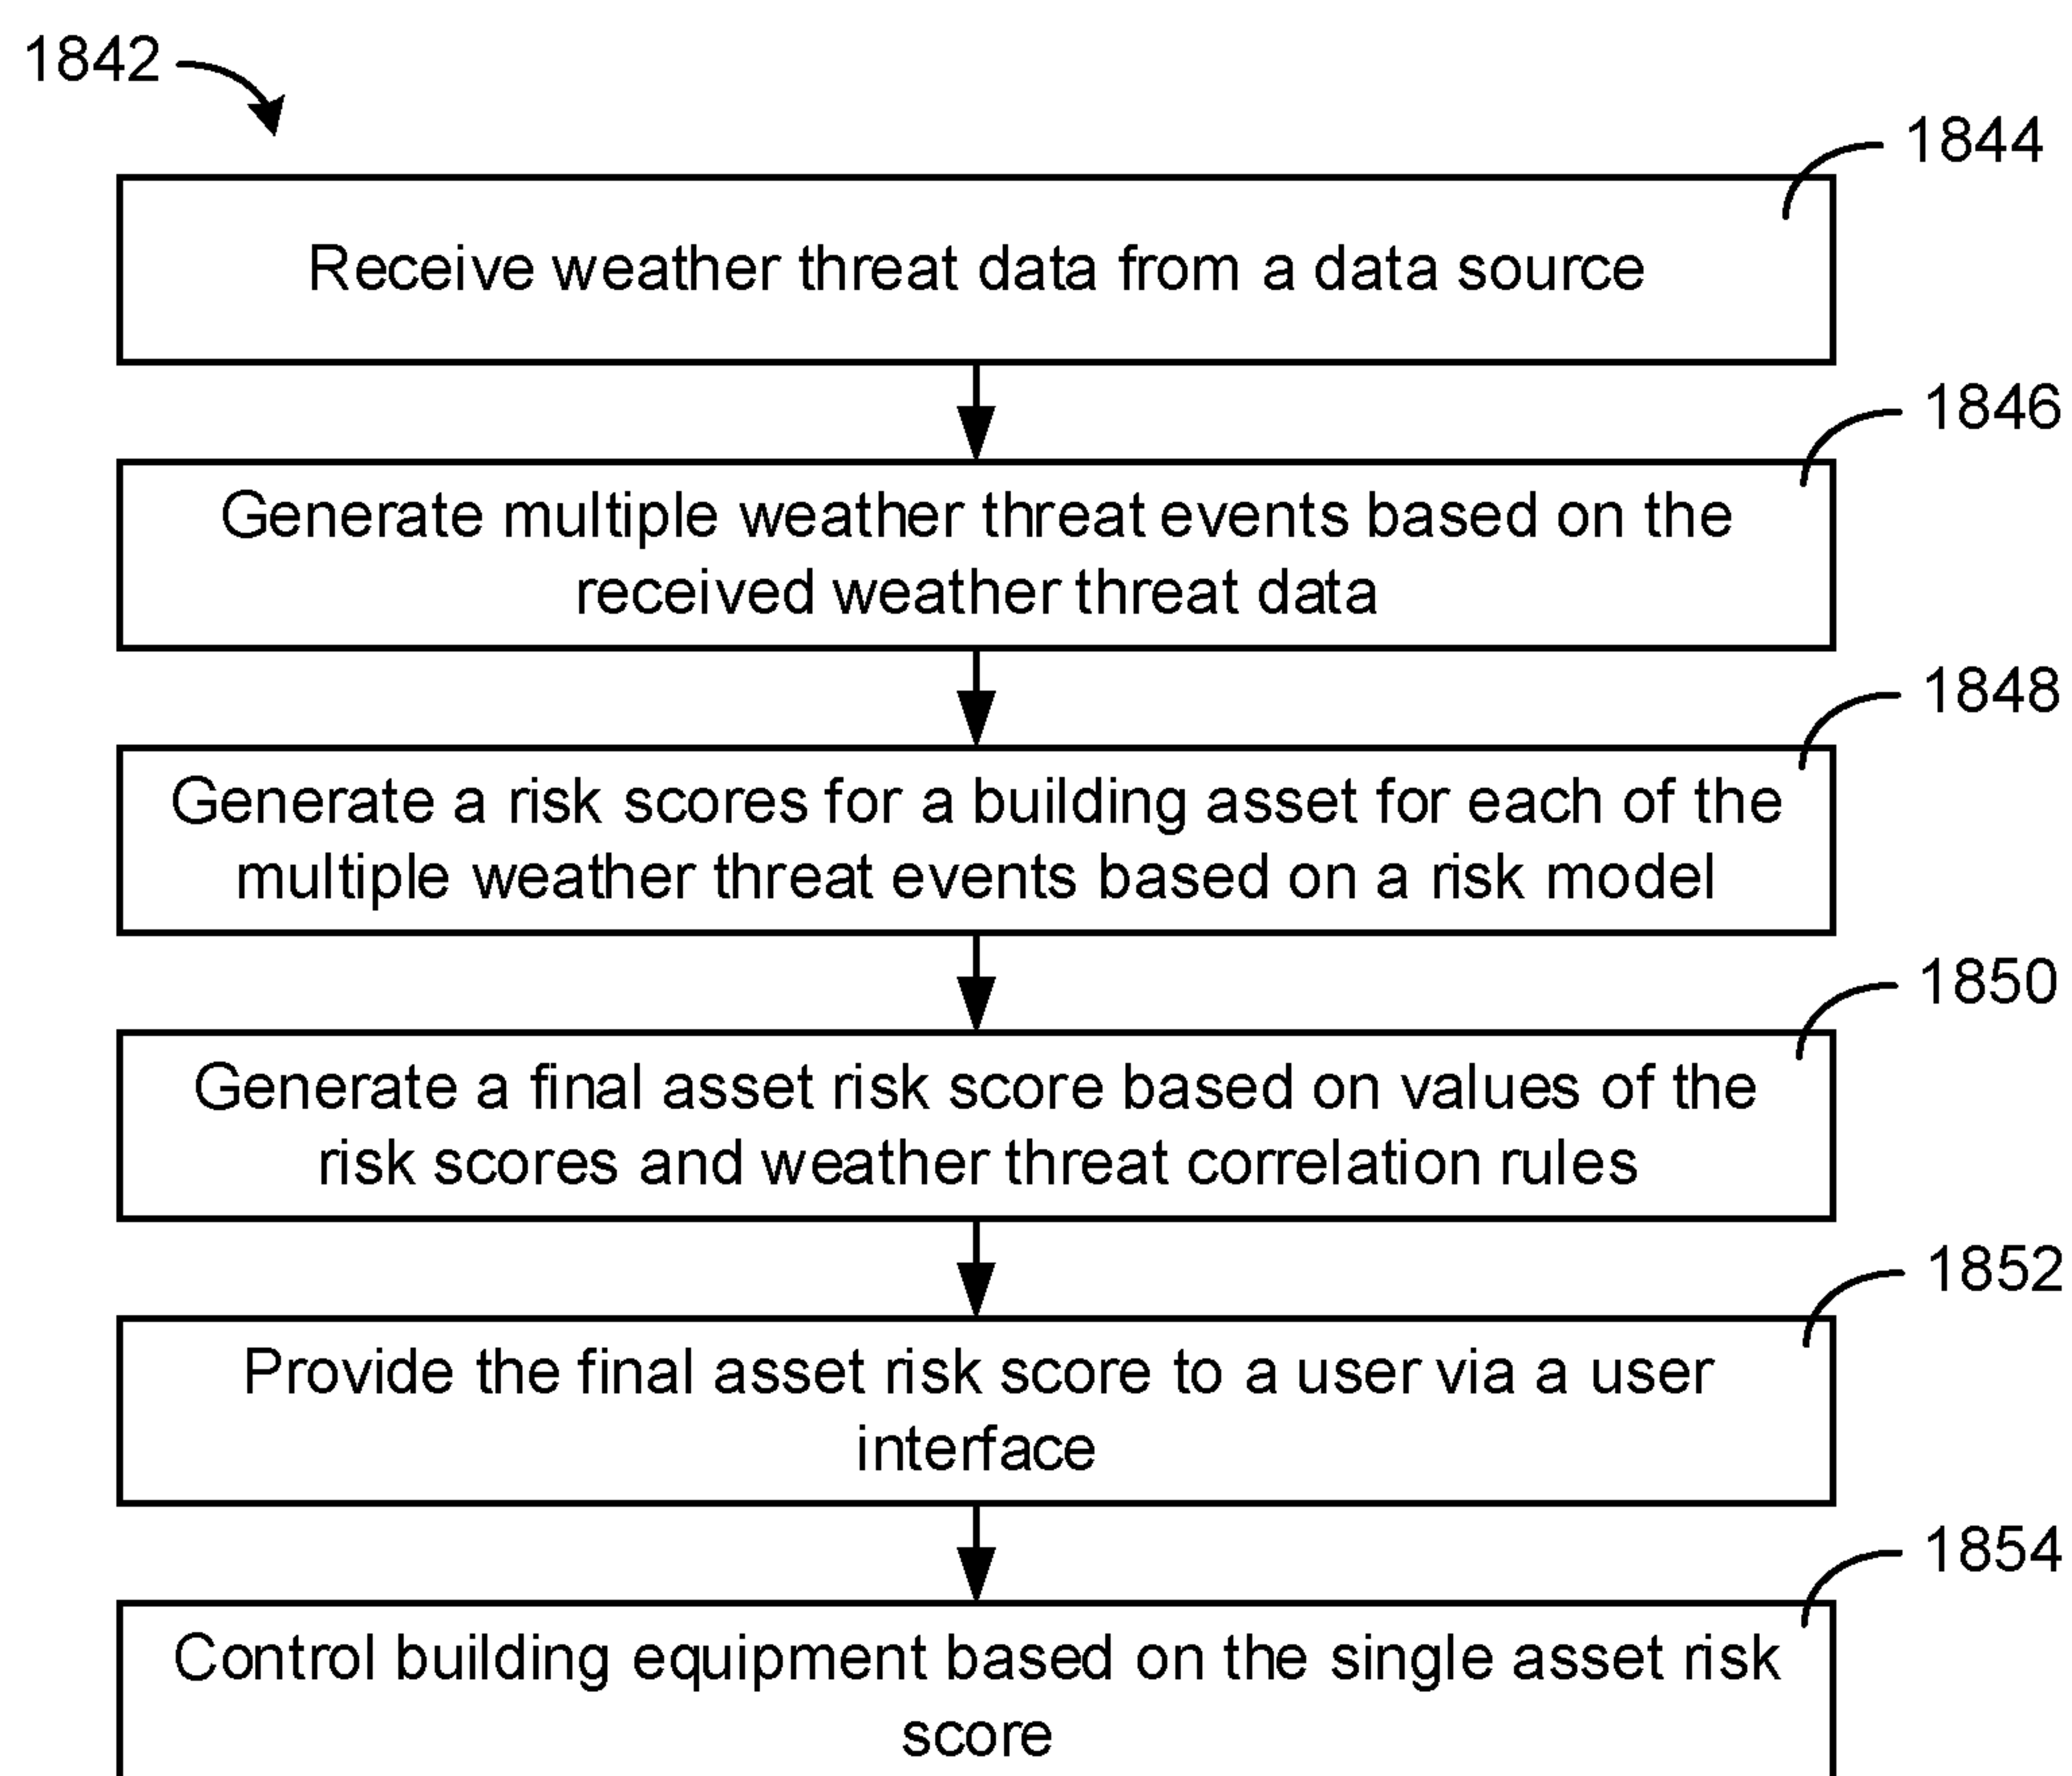 1842
1844
Receive weather threat data from a data source
1846
Generate multiple weather threat events based on the
received weather threat data
1848
Generate a risk scores for a building asset for each of the
multiple weather threat events based on a risk model
1850
Generate a final asset risk score based on values of the
risk scores and weather threat correlation rules
1852
Provide the final asset risk score to a user via a user
interface
1854
Control building equipment based on the single asset risk
score